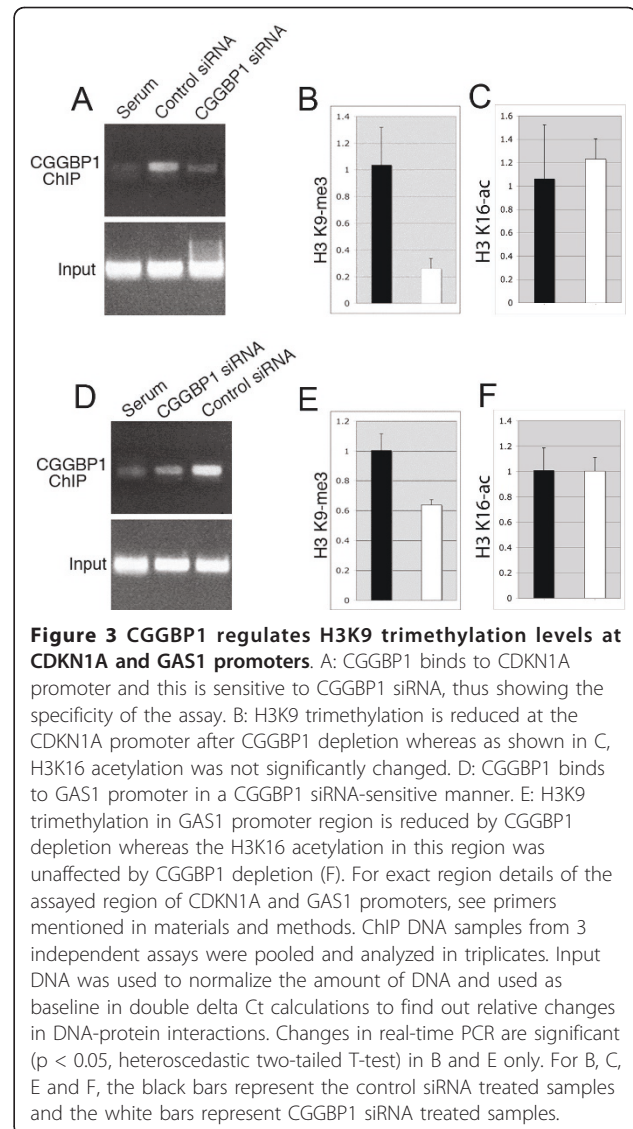 A
Serum
Control siRNA
CGGBP1 siRNA
CGGBP1
ChIP
Input
B
H3 K9-me3
1.4
1.2
1
0.8
0.6
0.4
0.2
0
C
H3 K16-ac
1.6
1.4
1.2
1
0.8
0.6
0.4
0.2
0
D
Serum
CGGBP1 siRNA
Control siRNA
CGGBP1
ChIP
Input
E
H3 K9-me3
1.2
1
0.8
0.6
0.4
0.2
0
F
H3 K16-ac
1.4
1.2
1
0.8
0.6
0.4
0.2
0
Figure 3 CGGBP1 regulates H3K9 trimethylation levels at
CDKN1A and GAS1 promoters. A: CGGBP1 binds to CDKN1A
promoter and this is sensitive to CGGBP1 siRNA, thus showing the
specificity of the assay. B: H3K9 trimethylation is reduced at the
CDKN1A promoter after CGGBP1 depletion whereas as shown in C,
H3K16 acetylation was not significantly changed. D: CGGBP1 binds
to GAS1 promoter in a CGGBP1 siRNA-sensitive manner. E: H3K9
trimethylation in GAS1 promoter region is reduced by CGGBP1
depletion whereas the H3K16 acetylation in this region was
unaffected by CGGBP1 depletion (F). For exact region details of the
assayed region of CDKN1A and GAS1 promoters, see primers
mentioned in materials and methods. ChIP DNA samples from 3
independent assays were pooled and analyzed in triplicates. Input
DNA was used to normalize the amount of DNA and used as
baseline in double delta Ct calculations to find out relative changes
in DNA-protein interactions. Changes in real-time PCR are significant
(p < 0.05, heteroscedastic two-tailed T-test) in B and E only. For B, C,
E and F, the black bars represent the control siRNA treated samples
and the white bars represent CGGBP1 siRNA treated samples.